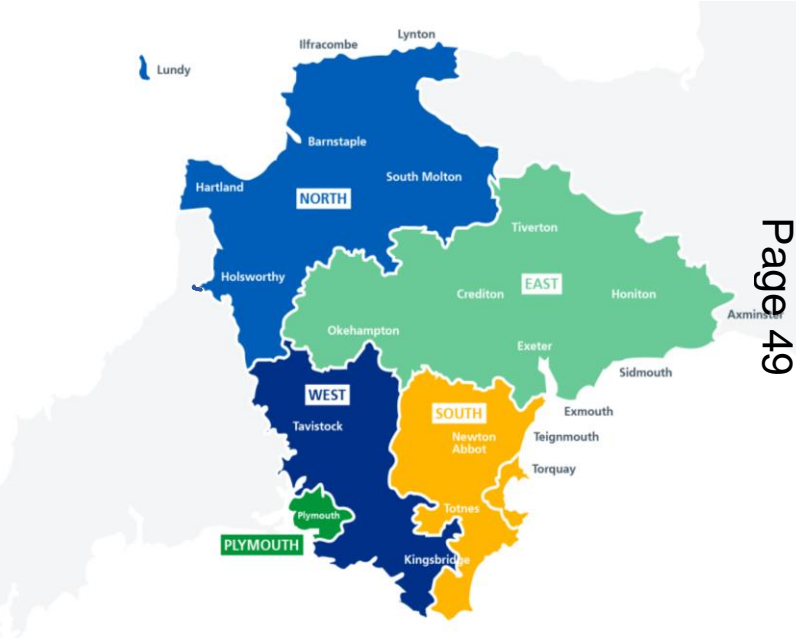 Lynton
Ilfracombe
Lundy
Barnstaple
South Molton
Hartland
NORTH
Tiverton
Holsworthy
EAST
Crediton
Honiton
Axminster
Okehampton
Exeter
Sidmouth
WEST
SOUTH
Exmouth
Tavistock
Newton
Abbot
Teignmouth
Torquay
Totnes
Plymouth
PLYMOUTH
Kingsbridge
Page 49